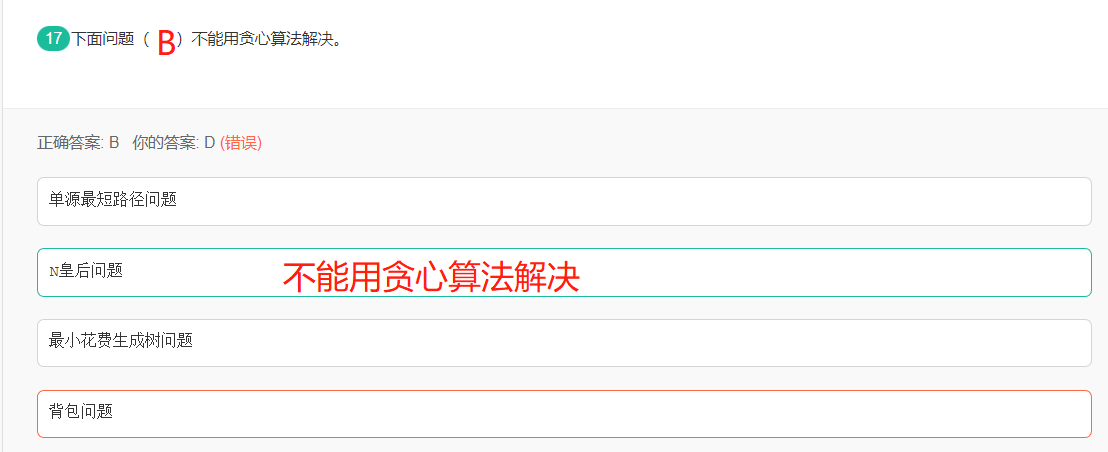 17 下面问题（ B）不能用贪心算法解决。
正确答案: B 你的答案: D (错误)
单源最短路径问题
N皇后问题 不能用贪心算法解决
最小花费生成树问题
背包问题